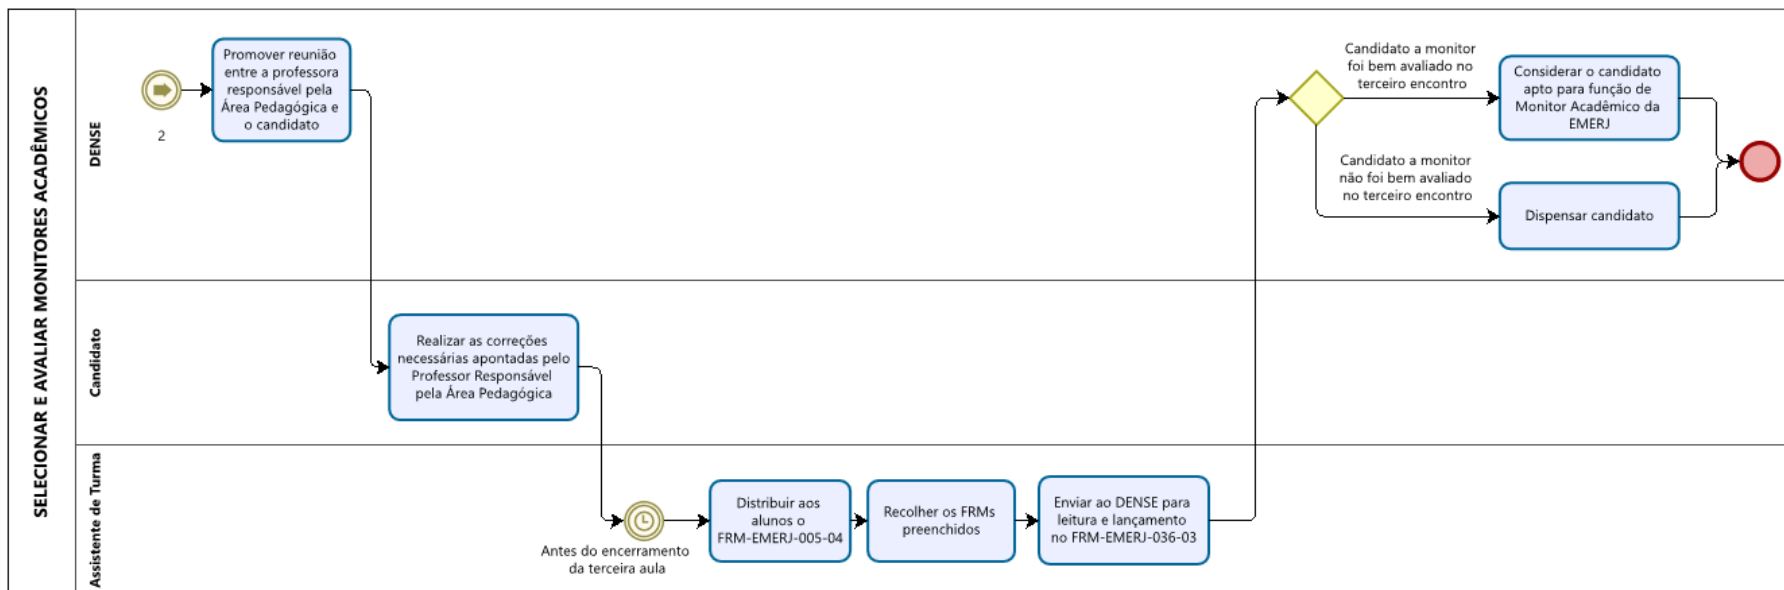 SELECIONAR E AVALIAR MONITORES ACADÊMICOS
DENSE
2
Promover reunião
entre a professora
responsável pela
Área Pedagógica e
o candidato
Candidato a monitor
foi bem avaliado no
terceiro encontro
Considerar o candidato
apto para função de
Monitor Acadêmico da
EMERJ
Candidato a monitor
não foi bem avaliado
no terceiro encontro
Dispensar candidato
Candidato
Realizar as correções
necessárias apontadas pelo
Professor Responsável
pela Área Pedagógica
Assistente de Turma
Antes do encerramento
da terceira aula
Distribuir aos
alunos o
FRM-EMERJ-005-04
Recolher os FRMs
preenchidos
Enviar ao DENSE para
leitura e lançamento
no FRM-EMERJ-036-03